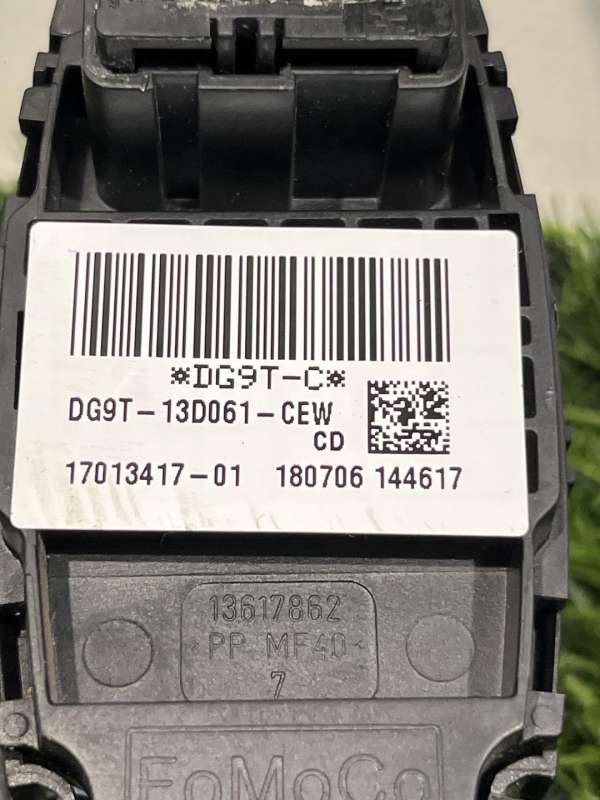 *DG9T-C*
DG9T-13D061-CEW
CD
17013417-01 180706 144617
13617862
>PP MF40<
7
FoMoCo